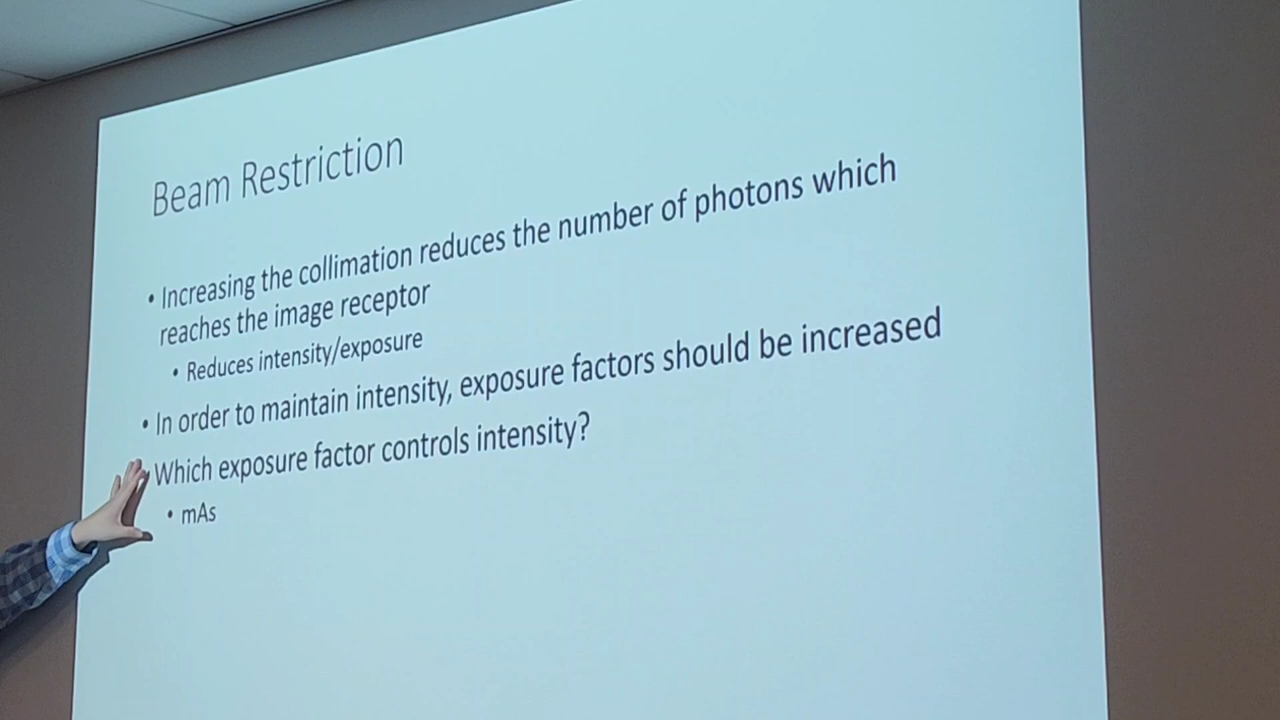 Beam Restriction
• Increasing the collimation reduces the number of photons which
reaches the image receptor
• Reduces intensity/exposure
• In order to maintain intensity, exposure factors should be increased
Which exposure factor controls intensity?
• mAs